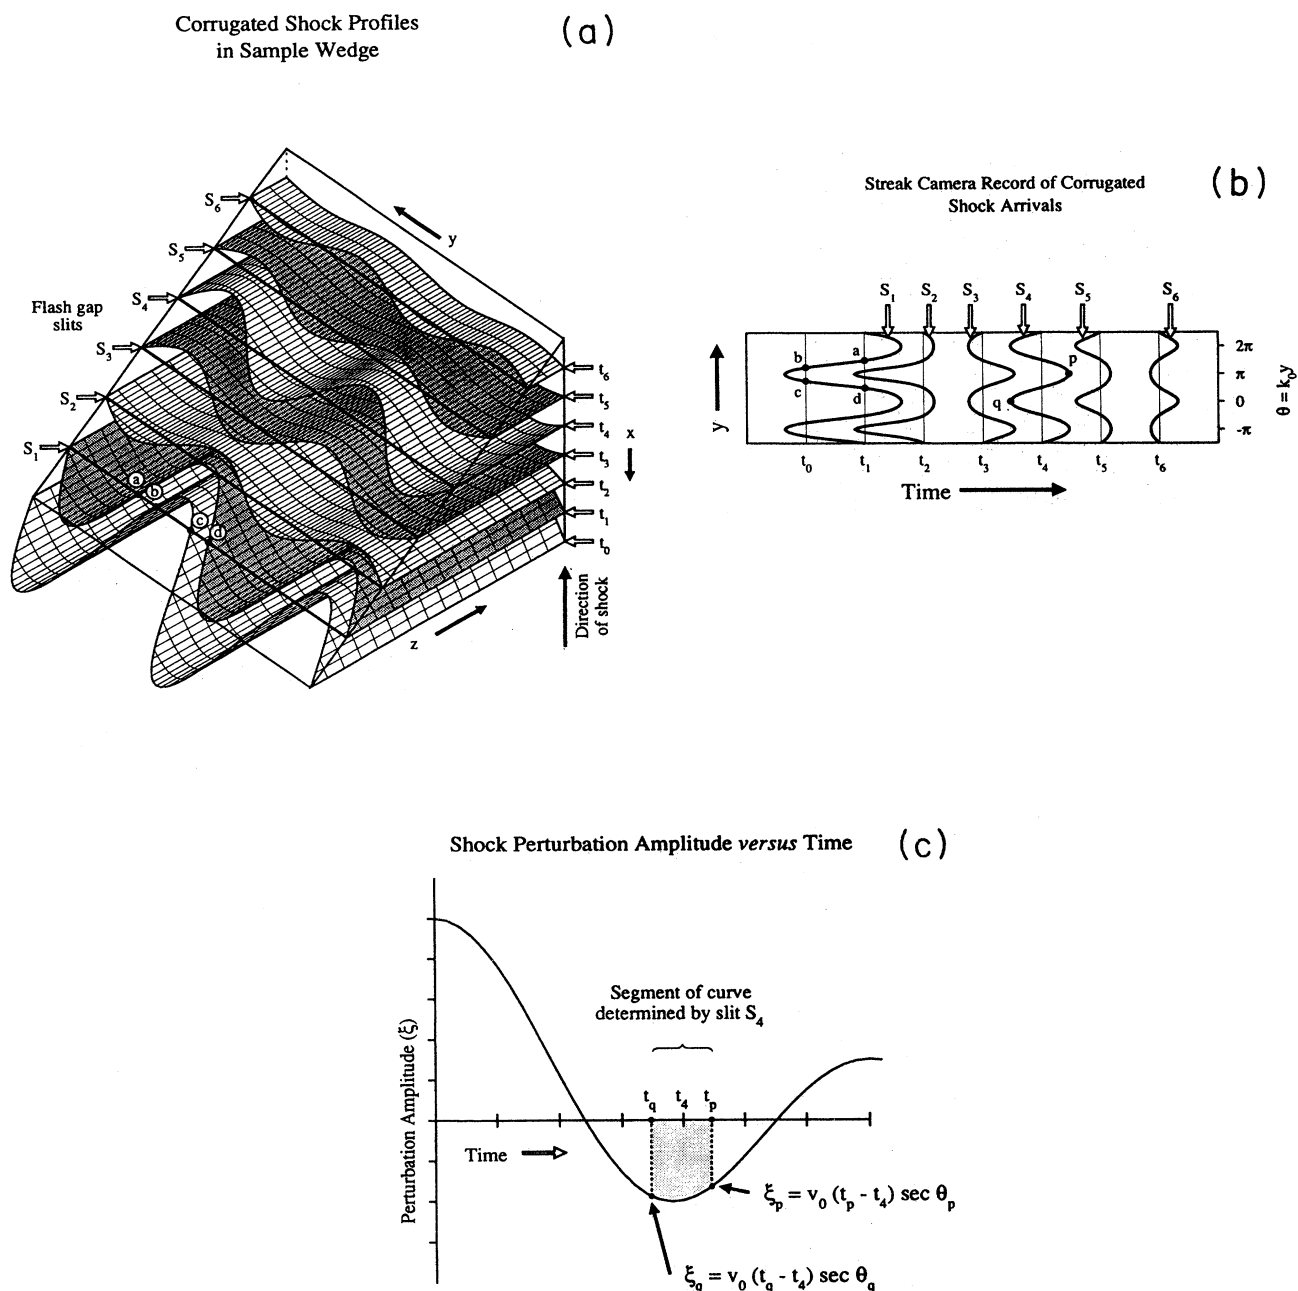 Corrugated Shock Profiles
in Sample Wedge
(a)
S6
S5
S4
S3
S2
S1
Flash gap
slits
y
a
b
c
d
x
t6
t5
t4
t3
t2
t1
t0
z
Direction
of shock
Streak Camera Record of Corrugated
Shock Arrivals
(b)
S1 S2 S3 S4 S5 S6
b
a
c
d
p
q
y
2π
π
0
-π
θ = k0y
t0 t1 t2 t3 t4 t5 t6
Time
Shock Perturbation Amplitude versus Time
(c)
Perturbation Amplitude (ξ)
Segment of curve
determined by slit S4
tq t4 tp
Time
ξp = v0 (tp - t4) sec θp
ξq = v0 (tq - t4) sec θq